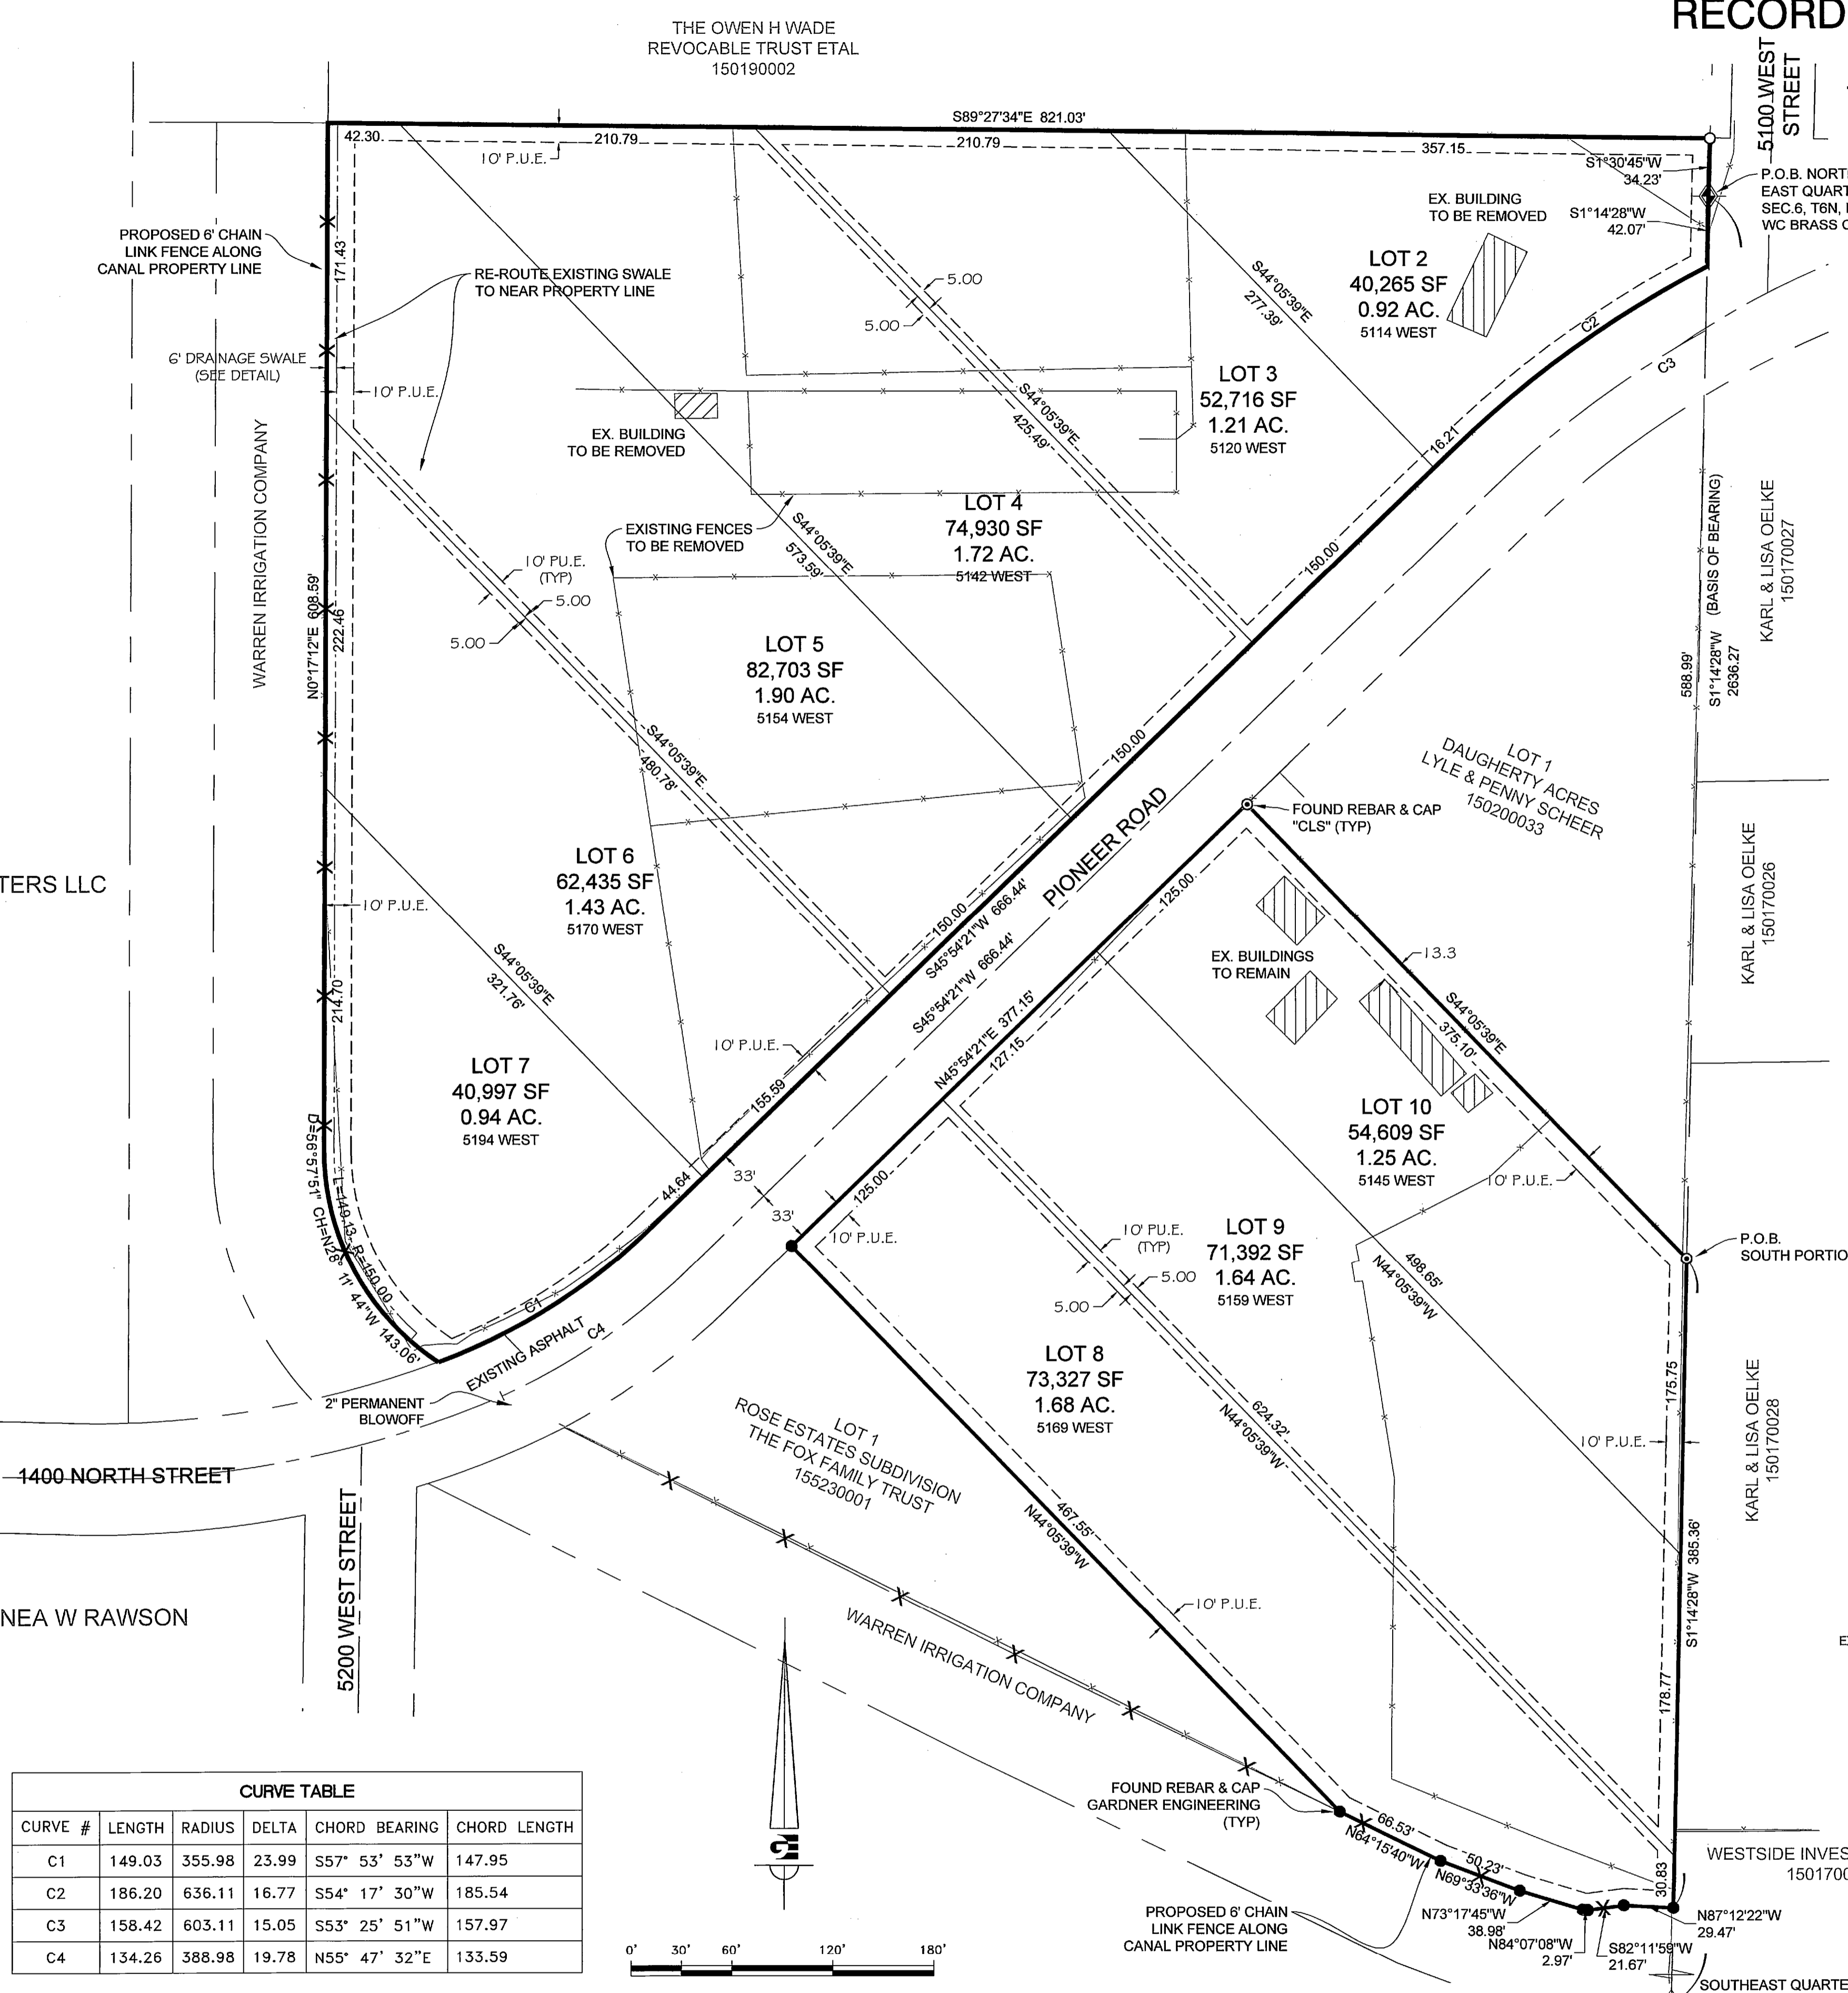 RECORD
THE OWEN H WADE
REVOCABLE TRUST ETAL
150190002
5100 WEST
STREET
S89°27'34"E 821.03'
42.30
210.79
210.79
357.15
10' P.U.E.
S1°30'45"W
34.23'
P.O.B.
EAST
SEC.6, T6N,
WC BRASS
S1°14'28"W
42.07'
EX. BUILDING
TO BE REMOVED
PROPOSED 6' CHAIN
LINK FENCE ALONG
CANAL PROPERTY LINE
171.43
RE-ROUTE EXISTING SWALE
TO NEAR PROPERTY LINE
5.00
5.00
S44°05'39"E
277.39'
LOT 2
40,265 SF
0.92 AC.
5114 WEST
C2
C3
6' DRAINAGE SWALE
(SEE DETAIL)
10' P.U.E.
LOT 3
52,716 SF
1.21 AC.
5120 WEST
S44°05'39"E
425.49'
16.21
EX. BUILDING
TO BE REMOVED
WARREN IRRIGATION COMPANY
LOT 4
74,930 SF
1.72 AC.
5142 WEST
EXISTING FENCES
TO BE REMOVED
S44°05'39"E
573.59'
150.00
(BASIS OF BEARING)
S1°14'28"W
2636.27
588.99'
KARL & LISA OELKE
150170027
10' PU.E.
(TYP)
5.00
5.00
N0°17'12"E 608.59'
222.46
LOT 5
82,703 SF
1.90 AC.
5154 WEST
S44°05'39"E
480.78'
150.00
LOT 1
DAUGHERTY ACRES
LYLE & PENNY SCHEER
150200033
PIONEER ROAD
FOUND REBAR & CAP
"CLS" (TYP)
TERS LLC
LOT 6
62,435 SF
1.43 AC.
5170 WEST
10' P.U.E.
150.00
S45°54'21"W 666.44'
S45°54'21"W 666.44'
125.00
KARL & LISA OELKE
150170026
EX. BUILDINGS
TO REMAIN
13.3
S44°05'39"E
321.76'
214.70
S44°05'39"E
375.10'
N45°54'21"E 377.15'
127.15
10' P.U.E.
LOT 7
40,997 SF
0.94 AC.
5194 WEST
155.59
LOT 10
54,609 SF
1.25 AC.
5145 WEST
10' P.U.E.
44.64
33'
33'
125.00
10' P.U.E.
D=56°57'51" CH=N28° 11' 44"W 143.06'
L=149.13 R=150.00
LOT 9
71,392 SF
1.64 AC.
5159 WEST
10' PU.E.
(TYP)
5.00
5.00
498.65'
N44°05'39"W
P.O.B.
SOUTH PORTIO
C1
EXISTING ASPHALT
C4
2" PERMANENT
BLOWOFF
LOT 8
73,327 SF
1.68 AC.
5169 WEST
624.32'
N44°05'39"W
175.75
10' P.U.E.
KARL & LISA OELKE
150170028
LOT 1
ROSE ESTATES SUBDIVISION
THE FOX FAMILY TRUST
155230001
1400 NORTH STREET
5200 WEST STREET
467.55'
N44°05'39"W
S1°14'28"W 385.36'
NEA W RAWSON
10' P.U.E.
WARREN IRRIGATION COMPANY
178.77
FOUND REBAR & CAP
GARDNER ENGINEERING
(TYP)
66.53'
N64°15'40"W
50.23'
N69°33'36"W
30.83
WESTSIDE
PROPOSED 6' CHAIN
LINK FENCE ALONG
CANAL PROPERTY LINE
N73°17'45"W
38.98'
N84°07'08"W
2.97'
S82°11'59"W
21.67'
N87°12'22"W
29.47'
SOUTHEAST QUARTE
CURVE TABLE
CURVE # LENGTH RADIUS DELTA CHORD BEARING CHORD LENGTH
C1 149.03 355.98 23.99 S57° 53' 53"W 147.95
C2 186.20 636.11 16.77 S54° 17' 30"W 185.54
C3 158.42 603.11 15.05 S53° 25' 51"W 157.97
C4 134.26 388.98 19.78 N55° 47' 32"E 133.59
0' 30' 60' 120' 180'